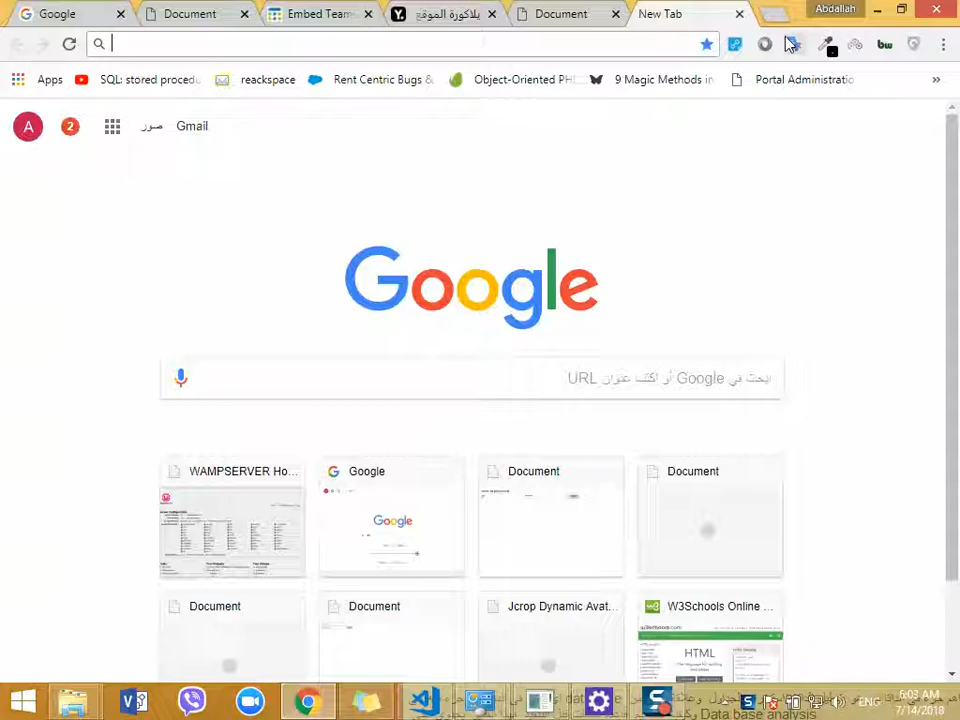 Google
Document
Embed Team
يلاكورة الموقع
Document
New Tab
Abdallah
Apps
SQL: stored procedu
reackspace
Rent Centric Bugs &
Object-Oriented PH
9 Magic Methods in
Portal Administratio
»
A
2
صور
Gmail
Google
ابحث في Google أو اكتب عنوان URL
WAMPSERVER Ho...
Google
Document
Document
Document
Document
Jcrop Dynamic Avat...
W3Schools Online ...
HTML
ENG
6:03 AM
7/14/2018
Data base analysis